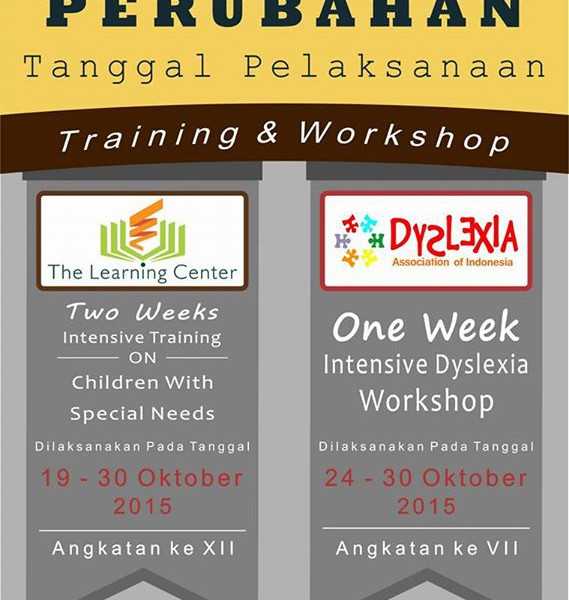 PERUBAHAN
Tanggal Pelaksanaan
Training & Workshop
The Learning Center
Two Weeks
Intensive Training
ON
Children With
Special Needs
Dilaksanakan Pada Tanggal
19 - 30 Oktober
2015
Angkatan ke XII
DYSLEXIA
Association of Indonesia
One Week
Intensive Dyslexia
Workshop
Dilaksanakan Pada Tanggal
24 - 30 Oktober
2015
Angkatan ke VII